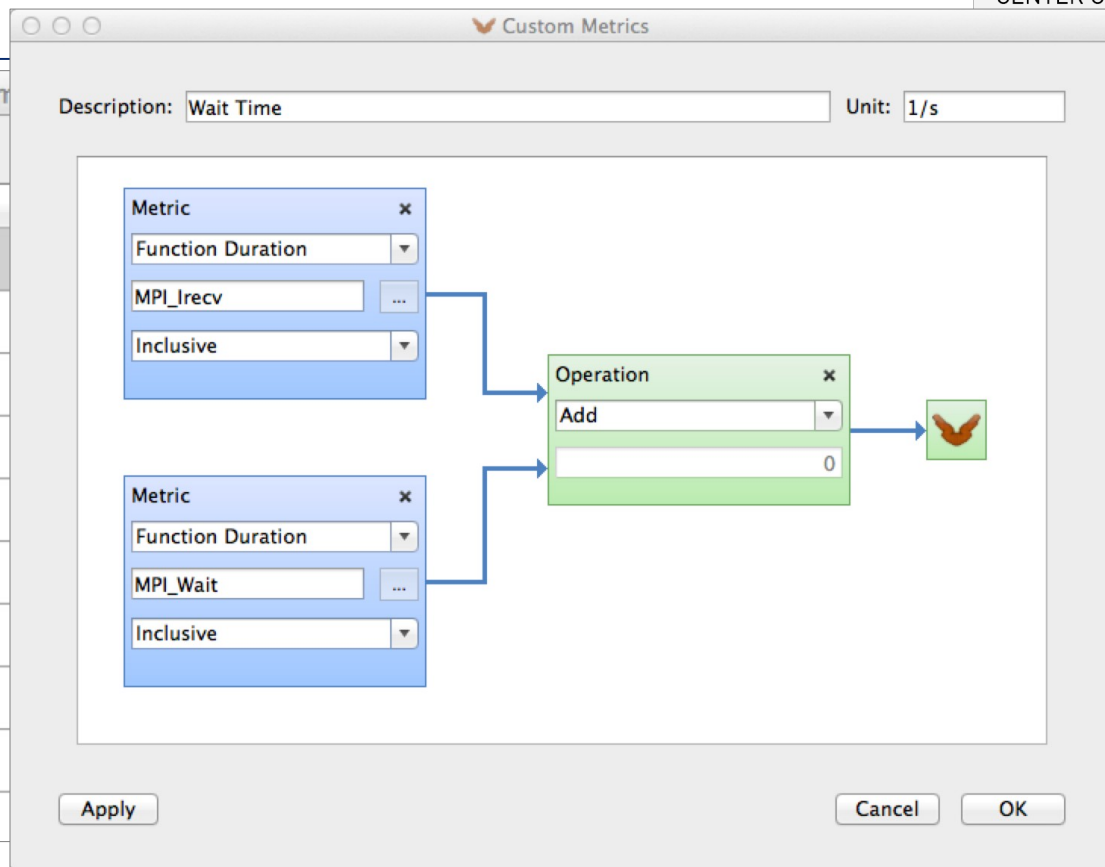 Custom Metrics
Description: Wait Time Unit: 1/s
Metric
Function Duration
MPI_Irecv ...
Inclusive
Metric
Function Duration
MPI_Wait ...
Inclusive
Operation
Add
0
Apply Cancel OK